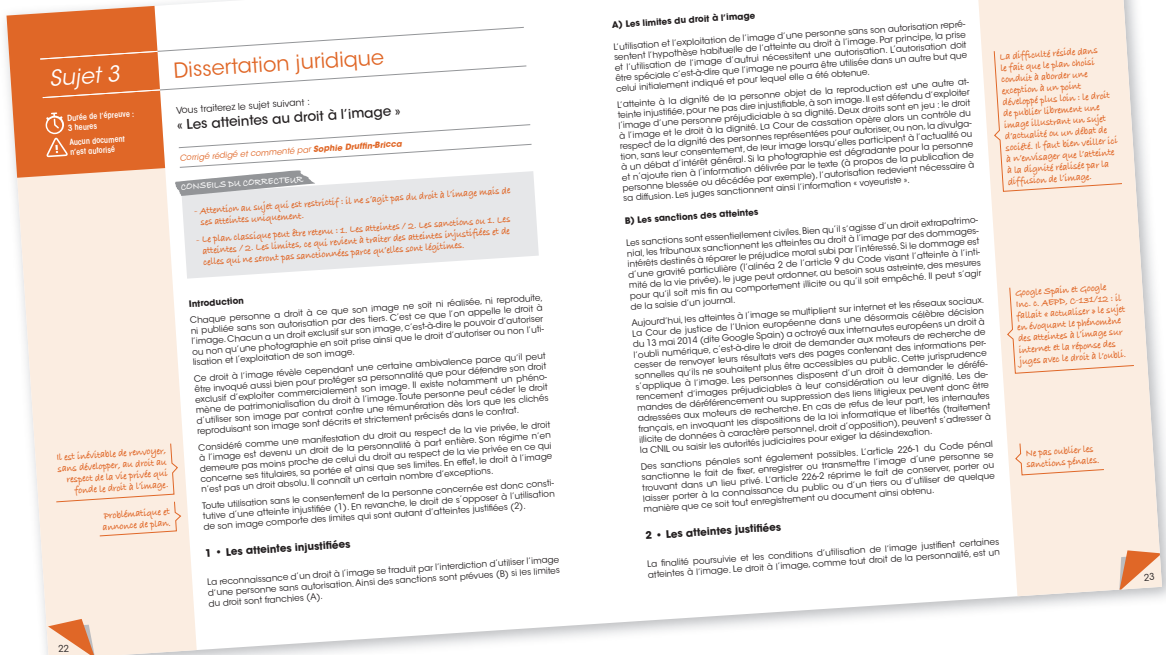 Sujet 3
Durée de l'épreuve :
3 heures
Aucun document
n'est autorisé
Dissertation juridique
Vous traiterez le sujet suivant :
« Les atteintes au droit à l'image »
Corrigé rédigé et commenté par Sophie Druffin-Bricca
CONSEILS DU CORRECTEUR
- Attention au sujet qui est restrictif : il ne s'agit pas du droit à l'image mais de
ses atteintes uniquement.
- Le plan classique peut être retenu : 1. Les atteintes / 2. Les sanctions ou 1. Les
atteintes / 2. Les limites, ce qui revient à traiter des atteintes injustifiées et de
celles qui ne seront pas sanctionnées parce qu'elles sont légitimes.
Introduction
Chaque personne a droit à ce que son image ne soit ni réalisée, ni reproduite,
ni publiée sans son autorisation par des tiers. C'est ce que l'on appelle le droit à
l'image. Chacun a un droit exclusif sur son image, c'est-à-dire le pouvoir d'autoriser
ou non qu'une photographie en soit prise ainsi que le droit d'autoriser ou non l'uti-
lisation et l'exploitation de son image.
Ce droit à l'image révèle cependant une certaine ambivalence parce qu'il peut
être invoqué aussi bien pour protéger sa personnalité que pour défendre son droit
exclusif d'exploiter commercialement son image. Il existe notamment un phéno-
mène de patrimonialisation du droit à l'image. Toute personne peut céder le droit
d'utiliser son image par contrat contre une rémunération dès lors que les clichés
reproduisant son image sont décrits et strictement précisés dans le contrat.
Considéré comme une manifestation du droit au respect de la vie privée, le droit
à l'image est devenu un droit de la personnalité à part entière. Son régime n'en
demeure pas moins proche de celui du droit au respect de la vie privée en ce qui
concerne ses titulaires, sa portée et ainsi que ses limites. En effet, le droit à l'image
n'est pas un droit absolu. Il connaît un certain nombre d'exceptions.
Il est inévitable de renvoyer,
sans développer, au droit au
respect de la vie privée qui
fonde le droit à l'image.
Toute utilisation sans le consentement de la personne concernée est donc consti-
tutive d'une atteinte injustifiée (1). En revanche, le droit de s'opposer à l'utilisation
de son image comporte des limites qui sont autant d'atteintes justifiées (2).
Problématique et
annonce de plan.
1 • Les atteintes injustifiées
La reconnaissance d'un droit à l'image se traduit par l'interdiction d'utiliser l'image
d'une personne sans autorisation. Ainsi des sanctions sont prévues (B) si les limites
du droit sont franchies (A).
22
A) Les limites du droit à l'image
L'utilisation et l'exploitation de l'image d'une personne sans son autorisation repré-
sentent l'hypothèse habituelle de l'atteinte au droit à l'image. Par principe, la prise
et l'utilisation de l'image d'autrui nécessitent une autorisation. L'autorisation doit
être spéciale c'est-à-dire que l'image ne pourra être utilisée dans un autre but que
celui initialement indiqué et pour lequel elle a été obtenue.
L'atteinte à la dignité de la personne objet de la reproduction est une autre at-
teinte injustifiée, pour ne pas dire injustifiable, à son image. Il est défendu d'exploiter
l'image d'une personne préjudiciable à sa dignité. Deux droits sont en jeu : le droit
à l'image et le droit à la dignité. La Cour de cassation opère alors un contrôle du
respect de la dignité des personnes représentées pour autoriser, ou non, la divulga-
tion, sans leur consentement, de leur image lorsqu'elles participent à l'actualité ou
à un débat d'intérêt général. Si la photographie est dégradante pour la personne
et n'ajoute rien à l'information délivrée par le texte (à propos de la publication de
personne blessée ou décédée par exemple), l'autorisation redevient nécessaire à
sa diffusion. Les juges sanctionnent ainsi l'information « voyeuriste ».
La difficulté réside dans
le fait que le plan choisi
conduit à aborder une
exception à un point
développé plus loin : le droit
de publier librement une
image illustrant un sujet
d'actualité ou un débat de
société. Il faut bien veiller ici
à n'envisager que l'atteinte
à la dignité réalisée par la
diffusion de l'image.
B) Les sanctions des atteintes
Les sanctions sont essentiellement civiles. Bien qu'il s'agisse d'un droit extrapatrimo-
nial, les tribunaux sanctionnent les atteintes au droit à l'image par des dommages-
intérêts destinés à réparer le préjudice moral subi par l'intéressé. Si le dommage est
d'une gravité particulière (l'alinéa 2 de l'article 9 du Code visant l'atteinte à l'inti-
mité de la vie privée), le juge peut ordonner, au besoin sous astreinte, des mesures
pour qu'il soit mis fin au comportement illicite ou qu'il soit empêché. Il peut s'agir
de la saisie d'un journal.
Aujourd'hui, les atteintes à l'image se multiplient sur internet et les réseaux sociaux.
La Cour de justice de l'Union européenne dans une désormais célèbre décision
du 13 mai 2014 (dite Google Spain) a octroyé aux internautes européens un droit à
l'oubli numérique, c'est-à-dire le droit de demander aux moteurs de recherche de
cesser de renvoyer leurs résultats vers des pages contenant des informations per-
sonnelles qu'ils ne souhaitent plus être accessibles au public. Cette jurisprudence
s'applique à l'image. Les personnes disposent d'un droit à demander le déréfé-
rencement d'images préjudiciables à leur considération ou leur dignité. Les de-
mandes de déréférencement ou suppression des liens litigieux peuvent donc être
adressées aux moteurs de recherche. En cas de refus de leur part, les internautes
français, en invoquant les dispositions de la loi informatique et libertés (traitement
illicite de données à caractère personnel, droit d'opposition), peuvent s'adresser à
la CNIL ou saisir les autorités judiciaires pour exiger la désindexation.
Google Spain et Google
Inc. c. AEPD, C-131/12 : il
fallait « actualiser » le sujet
en évoquant le phénomène
des atteintes à l'image sur
internet et la réponse des
juges avec le droit à l'oubli.
Des sanctions pénales sont également possibles. L'article 226-1 du Code pénal
sanctionne le fait de fixer, enregistrer ou transmettre l'image d'une personne se
trouvant dans un lieu privé. L'article 226-2 réprime le fait de conserver, porter ou
laisser porter à la connaissance du public ou d'un tiers ou d'utiliser de quelque
manière que ce soit tout enregistrement ou document ainsi obtenu.
Ne pas oublier les
sanctions pénales.
2 • Les atteintes justifiées
La finalité poursuivie et les conditions d'utilisation de l'image justifient certaines
atteintes à l'image. Le droit à l'image, comme tout droit de la personnalité, est un
23